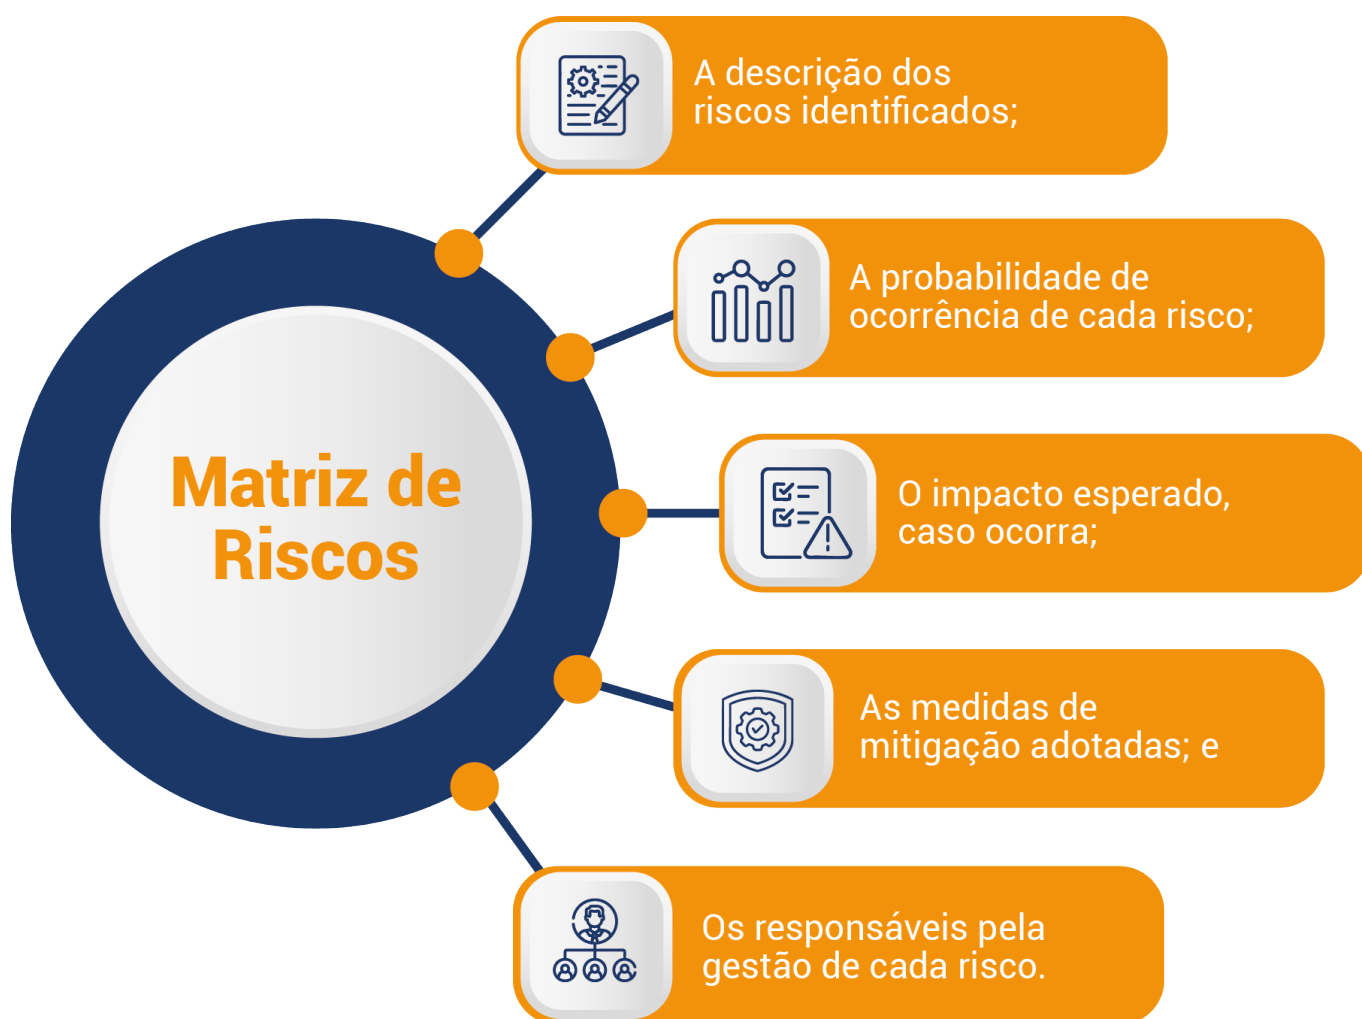 A descrição dos
riscos identificados;
A probabilidade de
ocorrência de cada risco;
Matriz de
Riscos
O impacto esperado,
caso ocorra;
As medidas de
mitigação adotadas; e
Os responsáveis pela
gestão de cada risco.